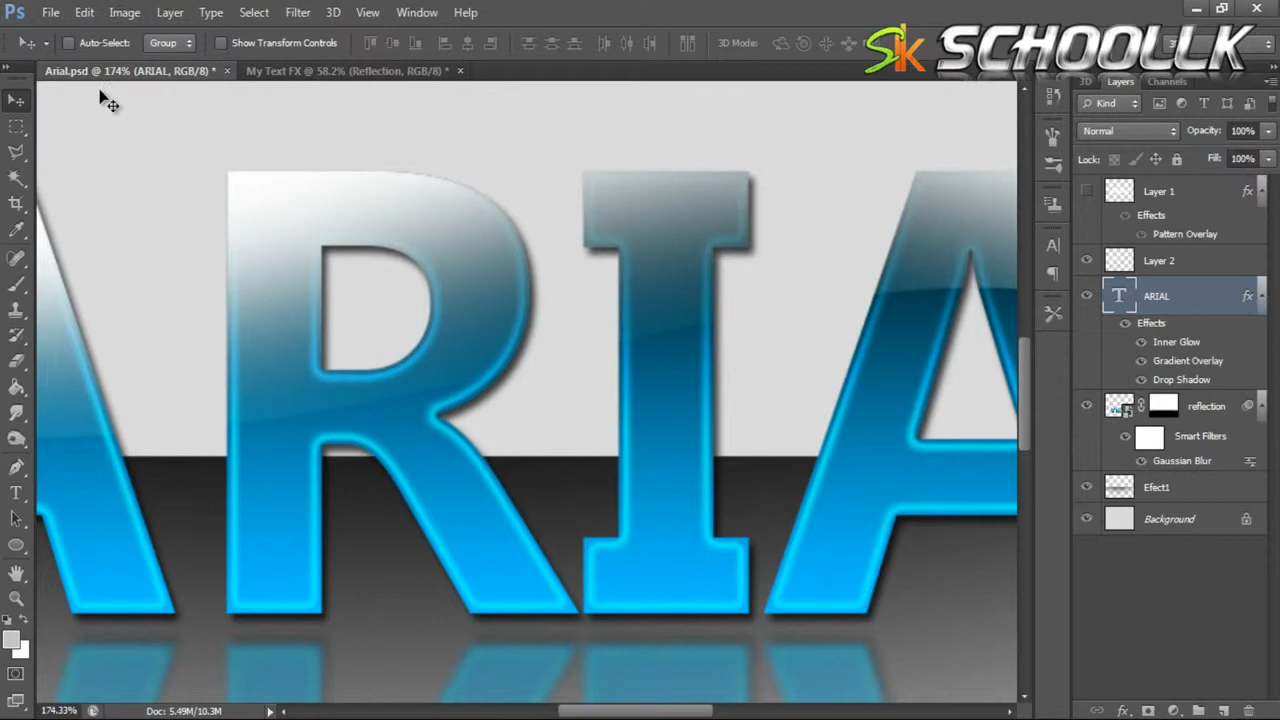 Ps File Edit Image Layer Type Select Filter 3D View Window Help
Auto-Select: Group Show Transform Controls 3D Mode:
SK SCHOOLLK
Arial.psd @ 174% (ARIAL, RGB/8) * × My Text FX @ 58.2% (Reflection, RGB/8) * ×
3D Layers Channels
Kind
Normal Opacity: 100%
Lock: Fill: 100%
Layer 1 fx
Effects
Pattern Overlay
Layer 2
T ARIAL fx
Effects
Inner Glow
Gradient Overlay
Drop Shadow
reflection
Smart Filters
Gaussian Blur
Efect1
Background
ARIA
174.33% Doc: 5.49M/10.3M